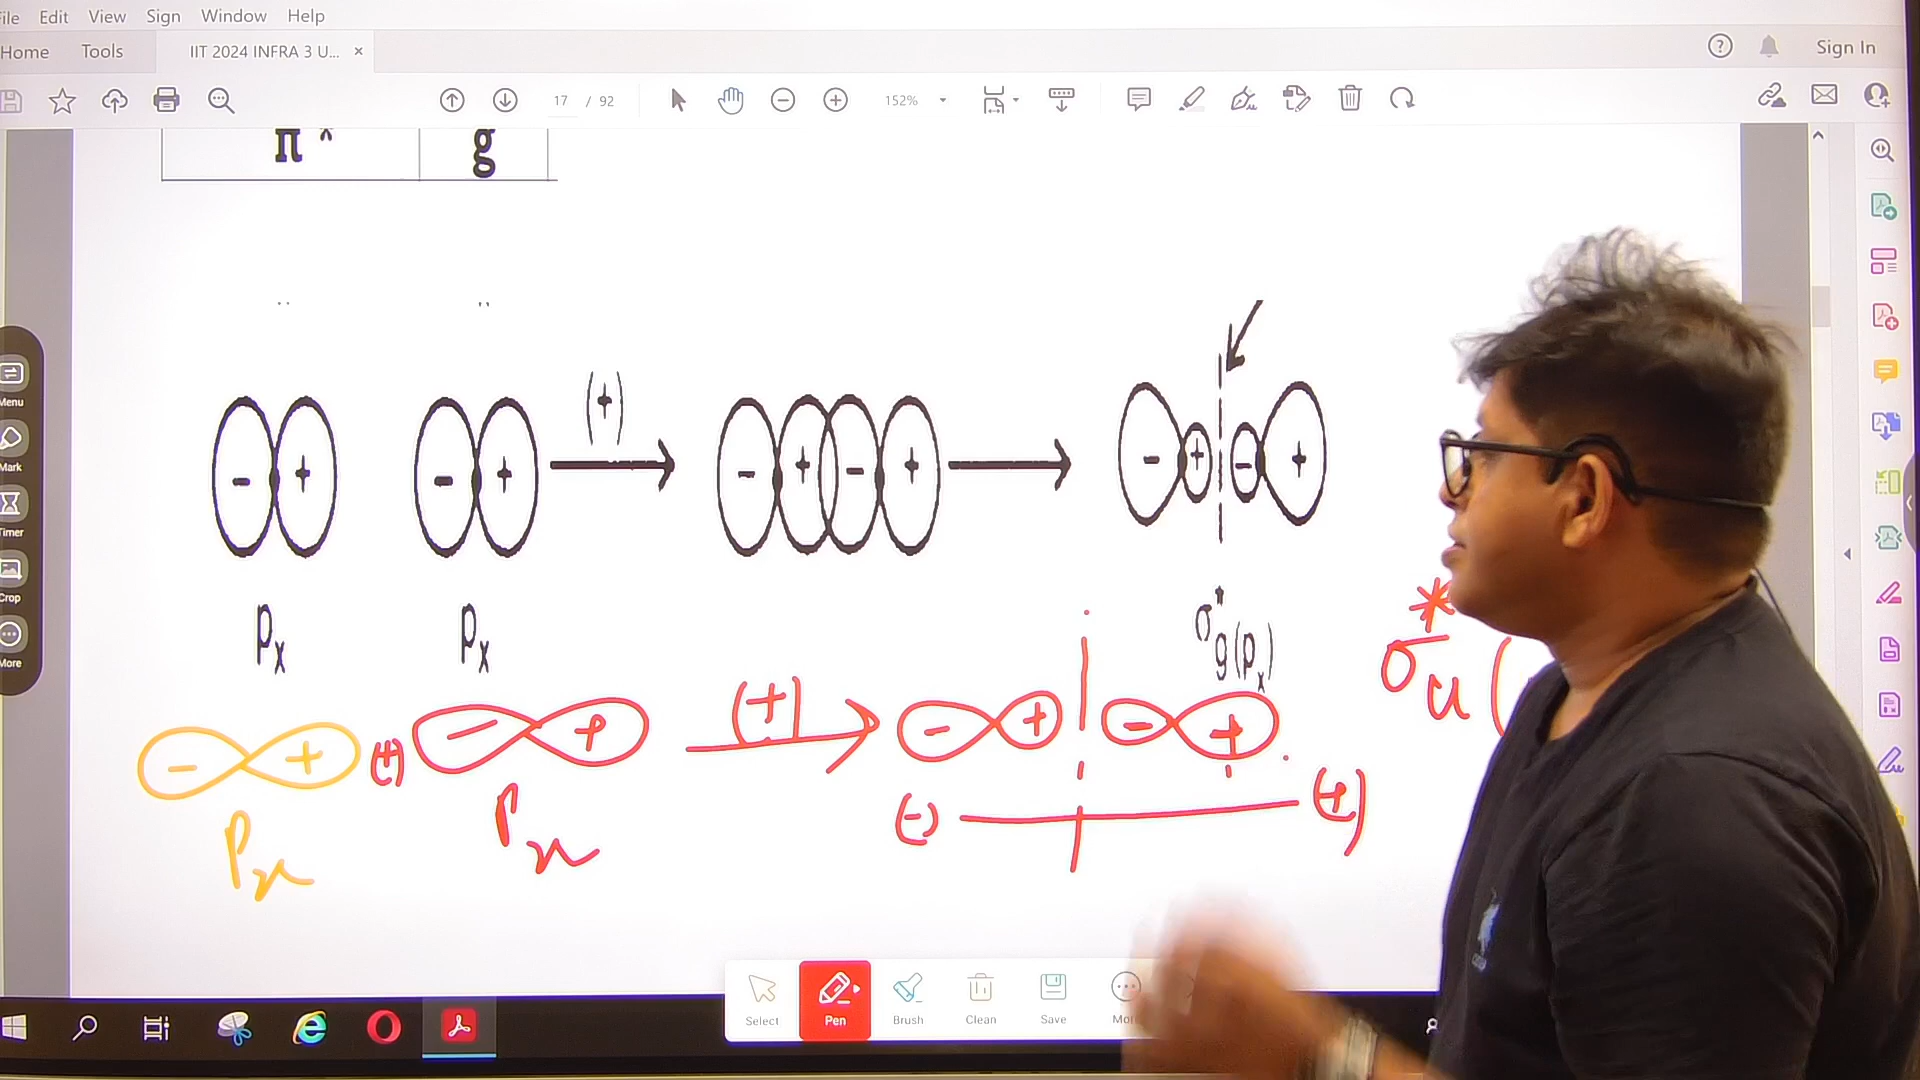 File Edit View Sign Window Help
Home Tools IIT 2024 INFRA 3 U... × Sign In
17 / 92 152%
π* g
Menu
Mark
Timer
Crop
More
(+)
- + - + - + - + - + - +
Px Px σ*g(px)
σ*u (
- + (+) - + (+) - + - +
Px Px (-) (+)
Select Pen Brush Clean Save